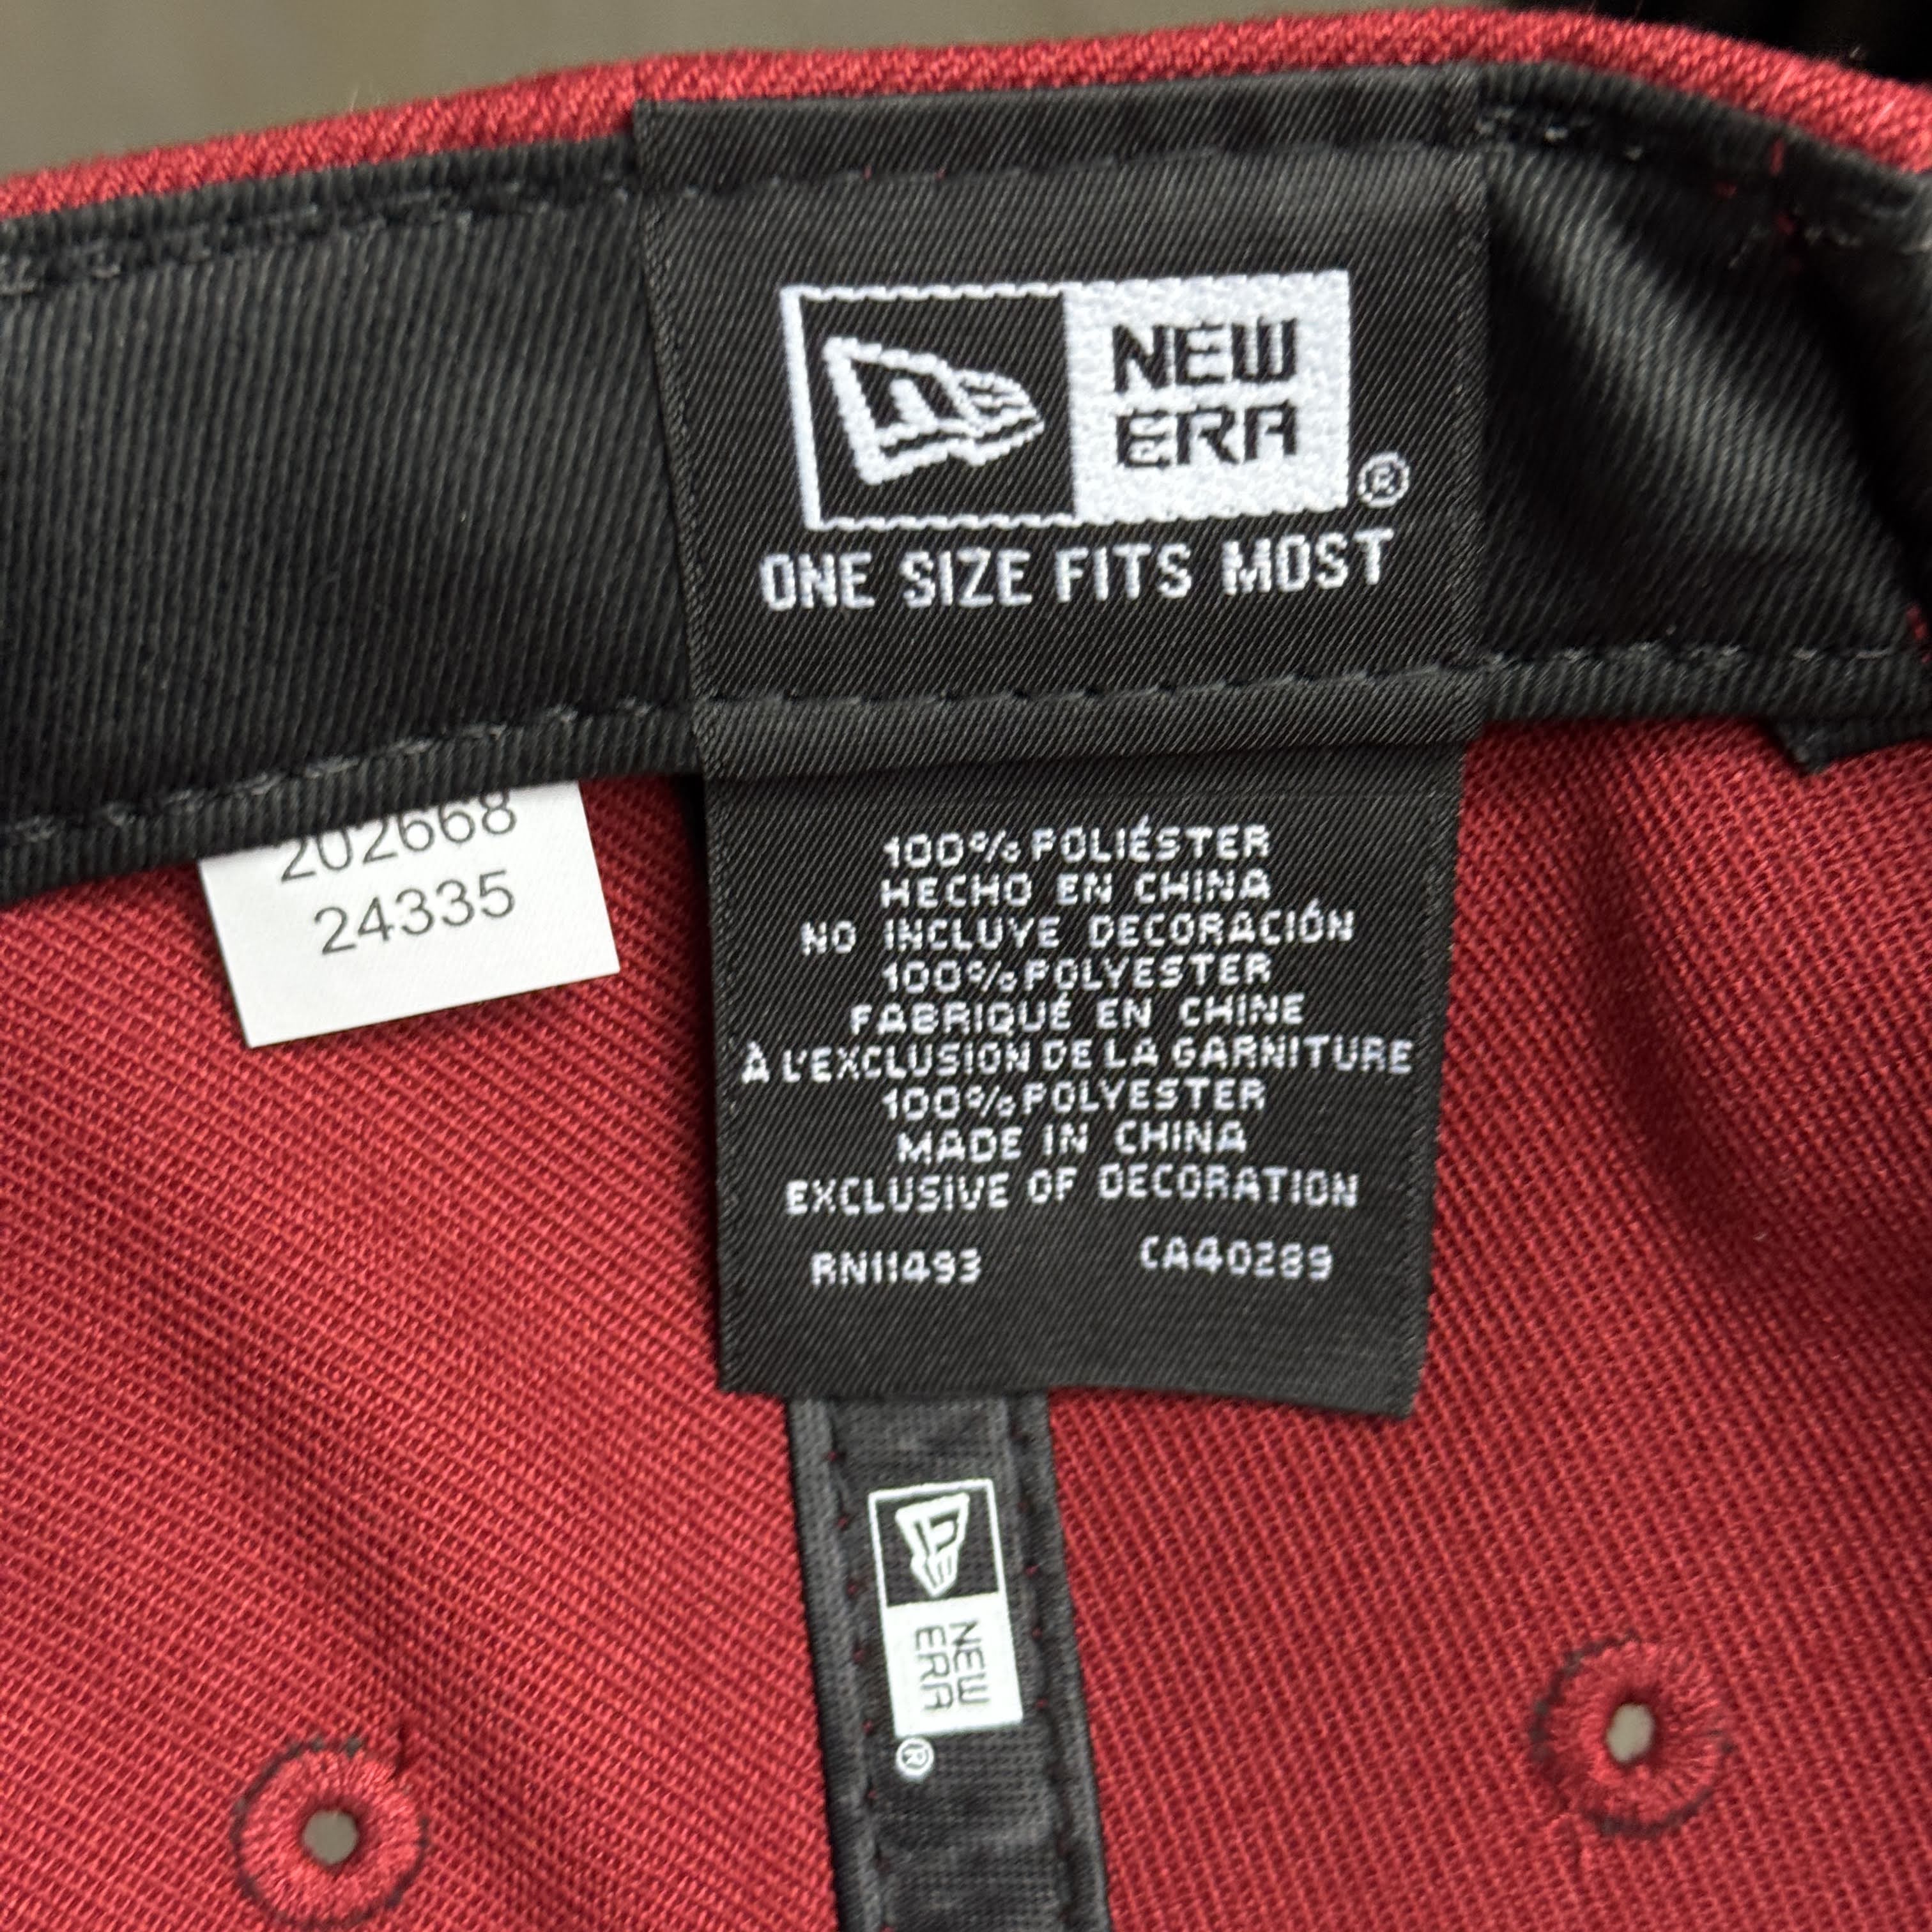 NEW
ERA
®
ONE SIZE FITS MOST
202668
24335
100% POLIÉSTER
HECHO EN CHINA
NO INCLUYE DECORACIÓN
100% POLYESTER
FABRIQUÉ EN CHINE
À L'EXCLUSION DE LA GARNITURE
100% POLYESTER
MADE IN CHINA
EXCLUSIVE OF DECORATION
RN11493 CA40289
NEW
ERA
®